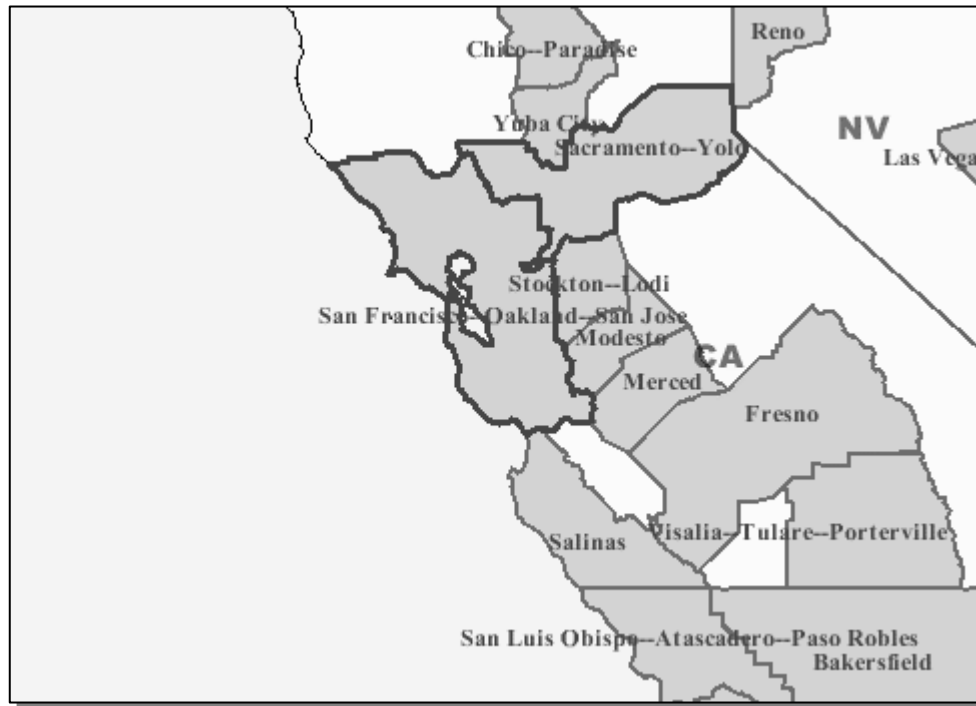 Reno
Chico--Paradise
Yuba City
NV
Sacramento--Yolo
Las Vega
Stockton--Lodi
San Francisco--Oakland--San Jose
Modesto
CA
Merced
Fresno
Visalia--Tulare--Porterville
Salinas
San Luis Obispo--Atascadero--Paso Robles
Bakersfield